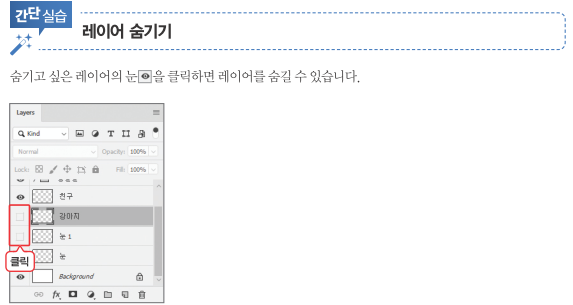 간단 실습
레이어 숨기기
숨기고 싶은 레이어의 눈을 클릭하면 레이어를 숨길 수 있습니다.
Layers
Kind
Normal Opacity: 100%
Lock: Fill: 100%
친구
강아지
눈 1
눈
클릭
Background